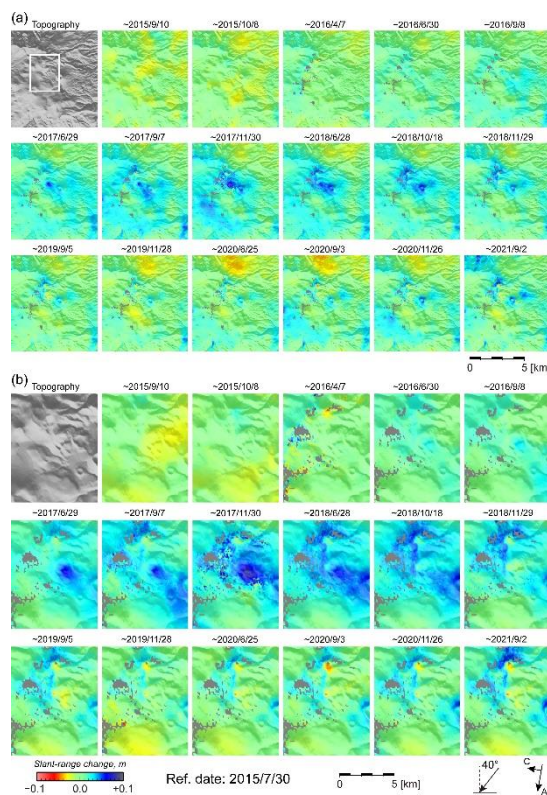 (a)
Topography ~2015/9/10 ~2015/10/8 ~2016/4/7 ~2016/6/30 ~2016/9/8
~2017/6/29 ~2017/9/7 ~2017/11/30 ~2018/6/28 ~2018/10/18 ~2018/11/29
~2019/9/5 ~2019/11/28 ~2020/6/25 ~2020/9/3 ~2020/11/26 ~2021/9/2
0 5 [km]
(b)
Topography ~2015/9/10 ~2015/10/8 ~2016/4/7 ~2016/6/30 ~2016/9/8
~2017/6/29 ~2017/9/7 ~2017/11/30 ~2018/6/28 ~2018/10/18 ~2018/11/29
~2019/9/5 ~2019/11/28 ~2020/6/25 ~2020/9/3 ~2020/11/26 ~2021/9/2
Slant-range change, m
−0.1 0.0 +0.1
Ref. date: 2015/7/30
0 5 [km]
40°
C
A